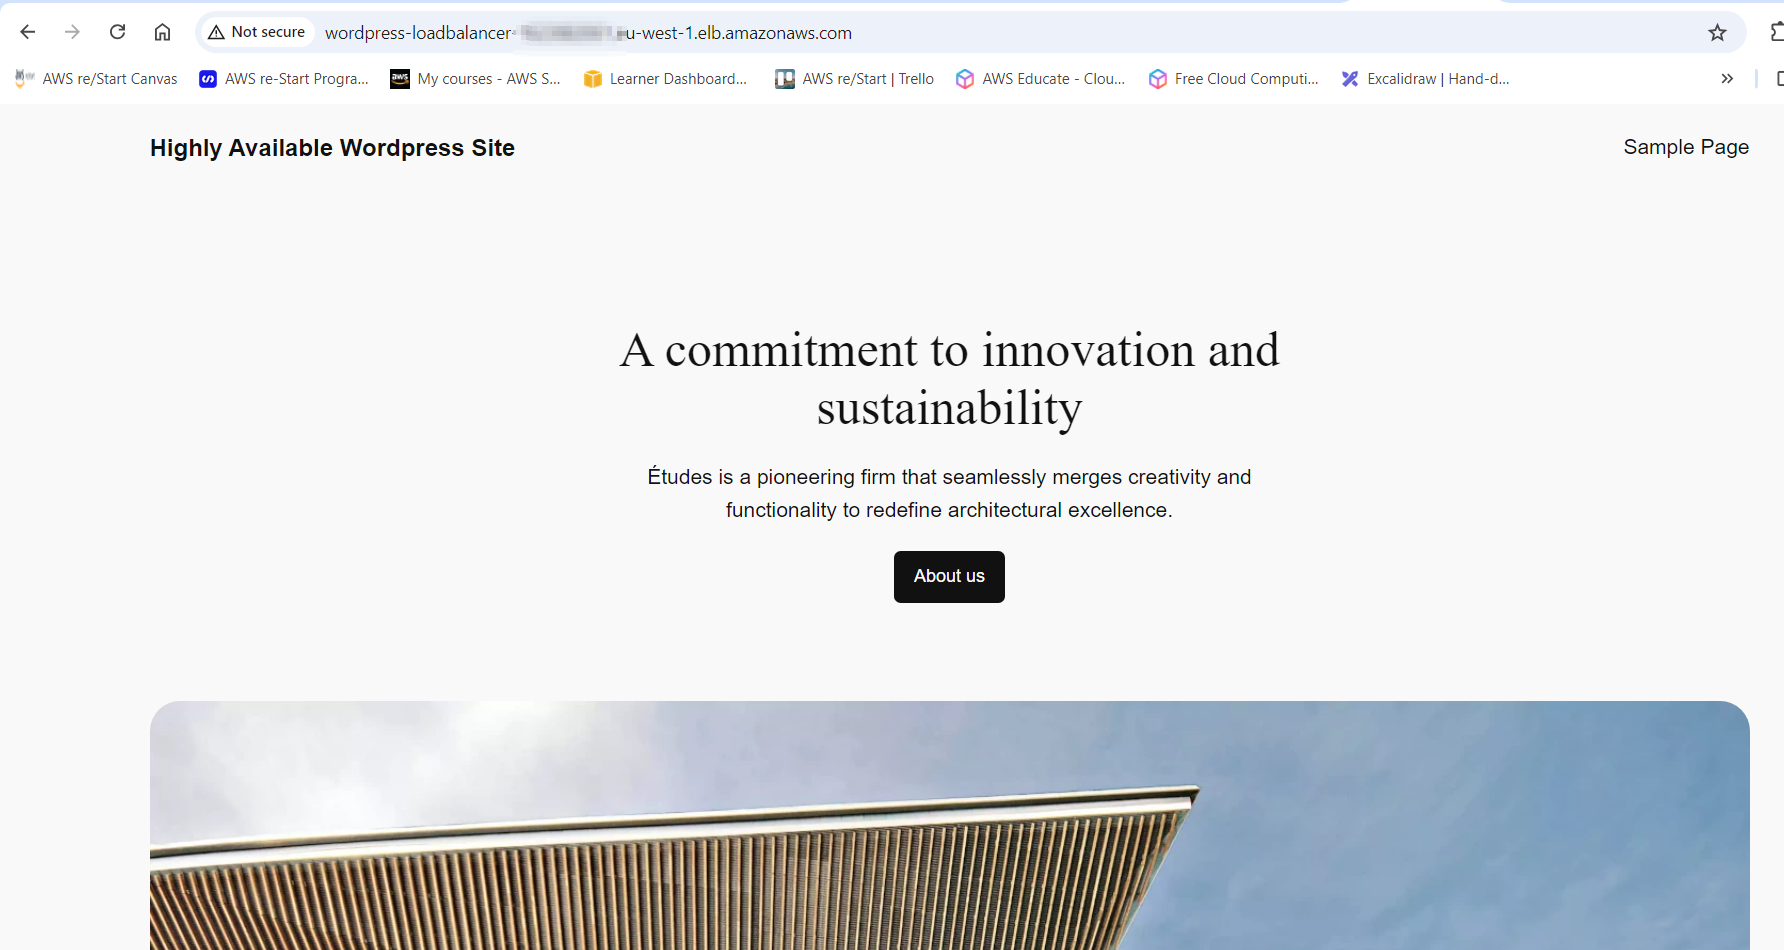 Not secure
wordpress-loadbalancer- u-west-1.elb.amazonaws.com
AWS re/Start Canvas
AWS re-Start Progra...
aws
My courses - AWS S...
Learner Dashboard...
AWS re/Start | Trello
AWS Educate - Clou...
Free Cloud Computi...
Excalidraw | Hand-d...
Highly Available Wordpress Site
Sample Page
A commitment to innovation and
sustainability
Études is a pioneering firm that seamlessly merges creativity and
functionality to redefine architectural excellence.
About us